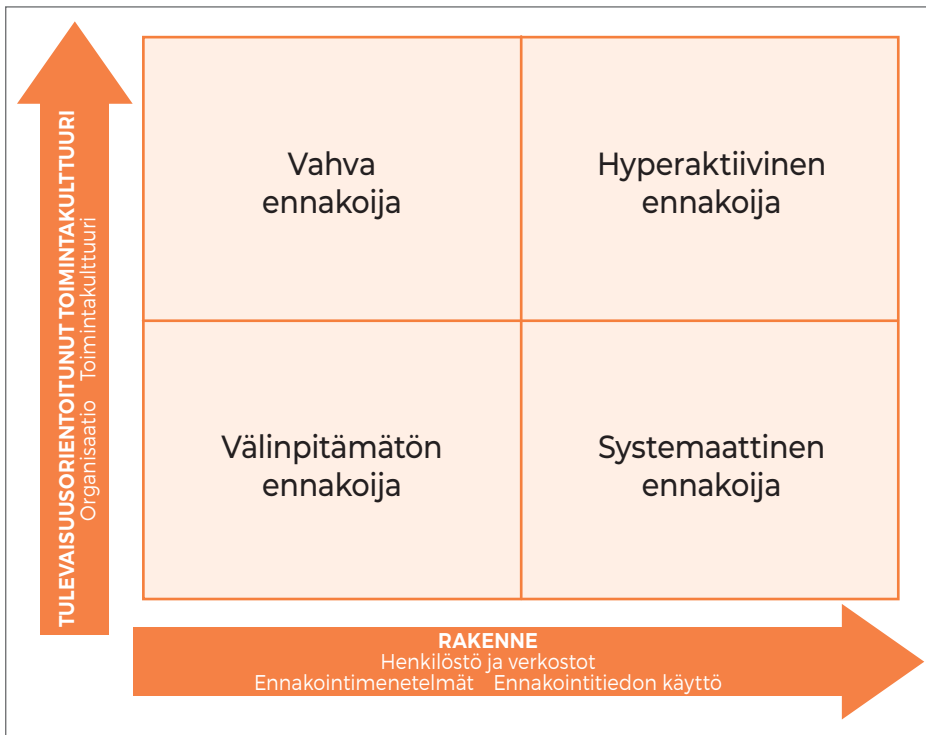 TULEVAISUUSORIENTOITUNUT TOIMINTAKULTTUURI
Organisaatio Toimintakulttuuri
Vahva
ennakoija
Hyperaktiivinen
ennakoija
Välinpitämätön
ennakoija
Systemaattinen
ennakoija
RAKENNE
Henkilöstö ja verkostot
Ennakointimenetelmät Ennakointitiedon käyttö